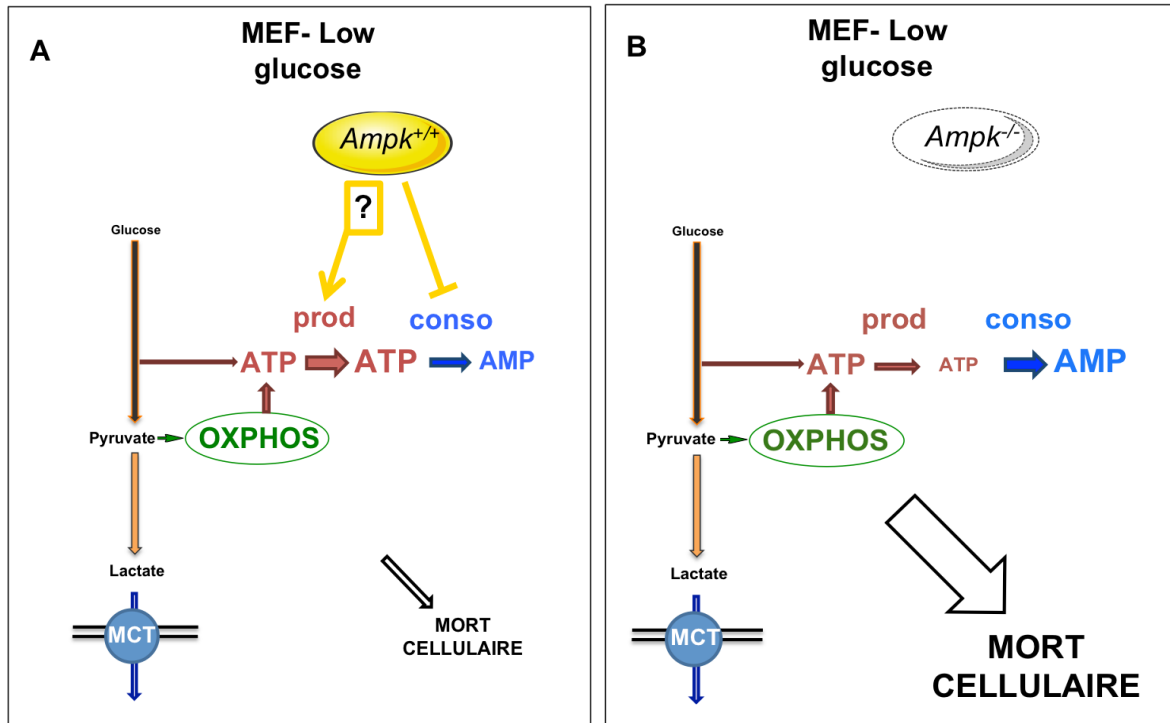 A
MEF- Low
glucose
Ampk+/+
?
Glucose
prod
conso
ATP
ATP
AMP
Pyruvate
OXPHOS
Lactate
MCT
MORT
CELLULAIRE
B
MEF- Low
glucose
Ampk-/-
Glucose
prod
conso
ATP
ATP
AMP
Pyruvate
OXPHOS
Lactate
MCT
MORT
CELLULAIRE